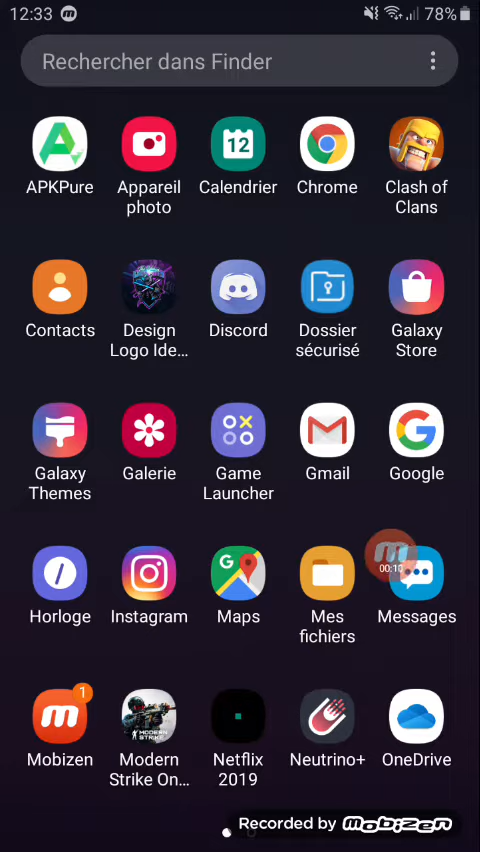 12:33
78%
Rechercher dans Finder
APKPure
Appareil
photo
12
Calendrier
Chrome
Clash of
Clans
Contacts
Design
Logo Ide...
Discord
Dossier
sécurisé
Galaxy
Store
Galaxy
Themes
Galerie
Game
Launcher
Gmail
Google
Horloge
Instagram
Maps
Mes
fichiers
00:10
Messages
1
Mobizen
MODERN
STRIKE
Modern
Strike On...
Netflix
2019
Neutrino+
OneDrive
Recorded by mobizen